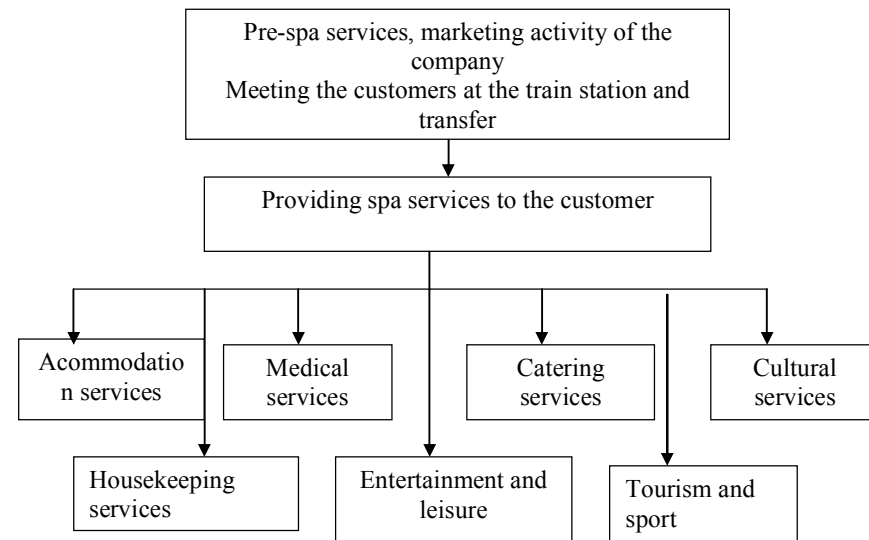 Pre-spa services, marketing activity of the
company
Meeting the customers at the train station and
transfer
Providing spa services to the customer
Acommodatio
n services
Medical
services
Catering
services
Cultural
services
Housekeeping
services
Entertainment and
leisure
Tourism and
sport